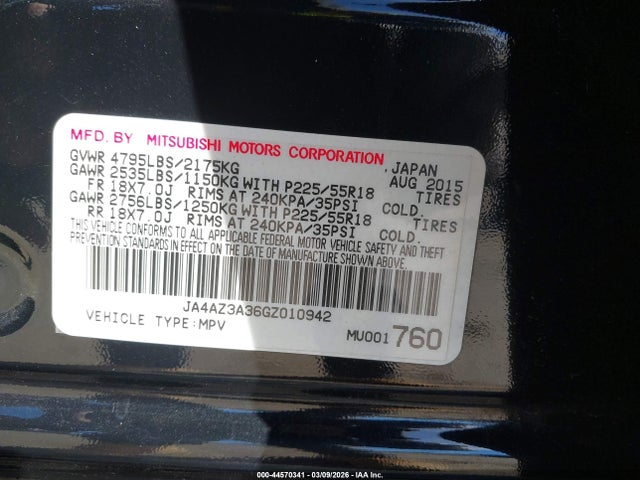 MFD. BY MITSUBISHI MOTORS CORPORATION, JAPAN
GVWR 4795LBS/2175KG AUG 2015
GAWR 2535LBS/1150KG WITH P225/55R18 TIRES
FR 18X7.0J RIMS AT 240KPA/35PSI COLD.
GAWR 2756LBS/1250KG WITH P225/55R18 TIRES
RR 18X7.0J RIMS AT 240KPA/35PSI COLD.
THIS VEHICLE CONFORMS TO ALL APPLICABLE FEDERAL MOTOR VEHICLE SAFETY AND THEFT
PREVENTION STANDARDS IN EFFECT ON THE DATE OF MANUFACTURE SHOWN ABOVE.
JA4AZ3A36GZ010942
VEHICLE TYPE:MPV MU001 760
000-44570341 - 03/09/2026 - IAA Inc.